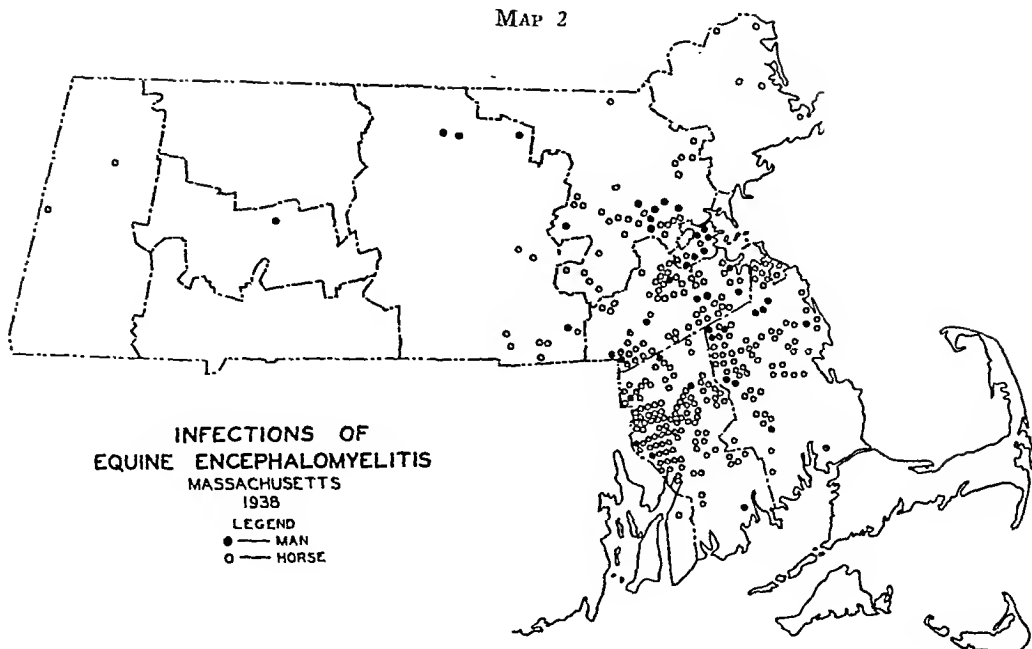 MAP 2
INFECTIONS OF
EQUINE ENCEPHALOMYELITIS
MASSACHUSETTS
1938
LEGEND
● — MAN
○ — HORSE